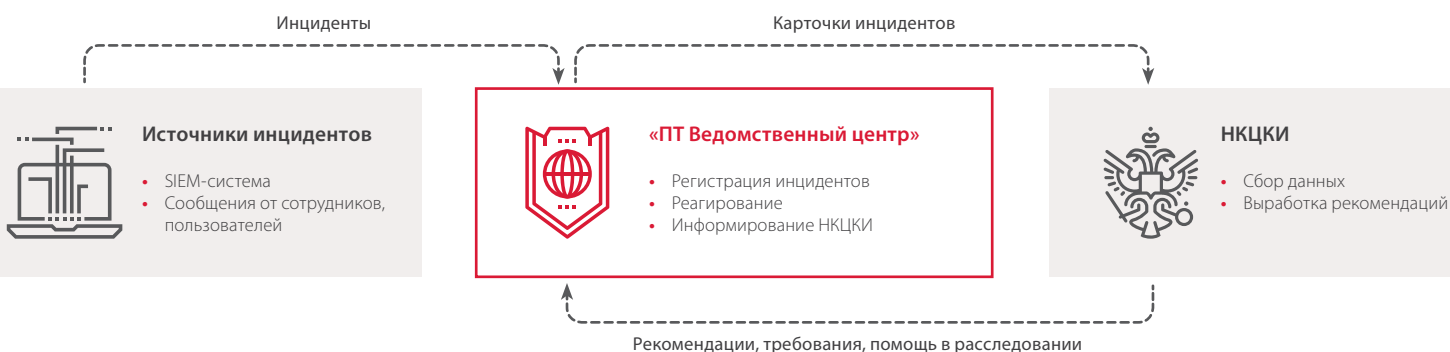 Инциденты
Карточки инцидентов
Источники инцидентов
• SIEM-система
• Сообщения от сотрудников,
пользователей
«ПТ Ведомственный центр»
• Регистрация инцидентов
• Реагирование
• Информирование НКЦКИ
НКЦКИ
• Сбор данных
• Выработка рекомендаций
Рекомендации, требования, помощь в расследовании